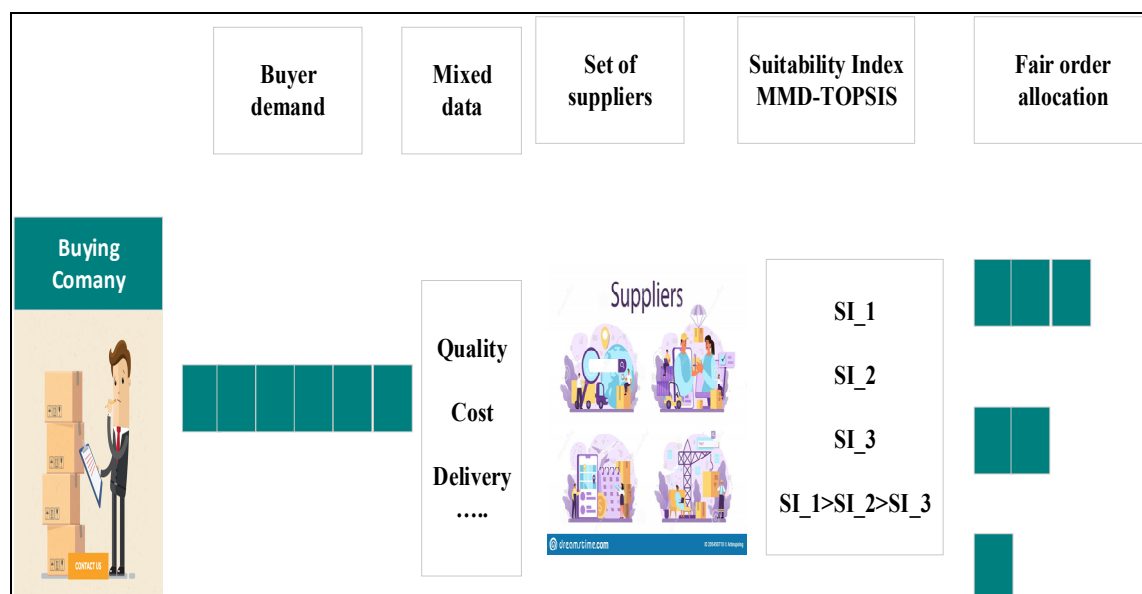 Buyer
demand
Mixed
data
Set of
suppliers
Suitability Index
MMD-TOPSIS
Fair order
allocation
Buying
Comany
CONTACT US
Quality
Cost
Delivery
…..
Suppliers
dreamstime.com
SI_1
SI_2
SI_3
SI_1>SI_2>SI_3